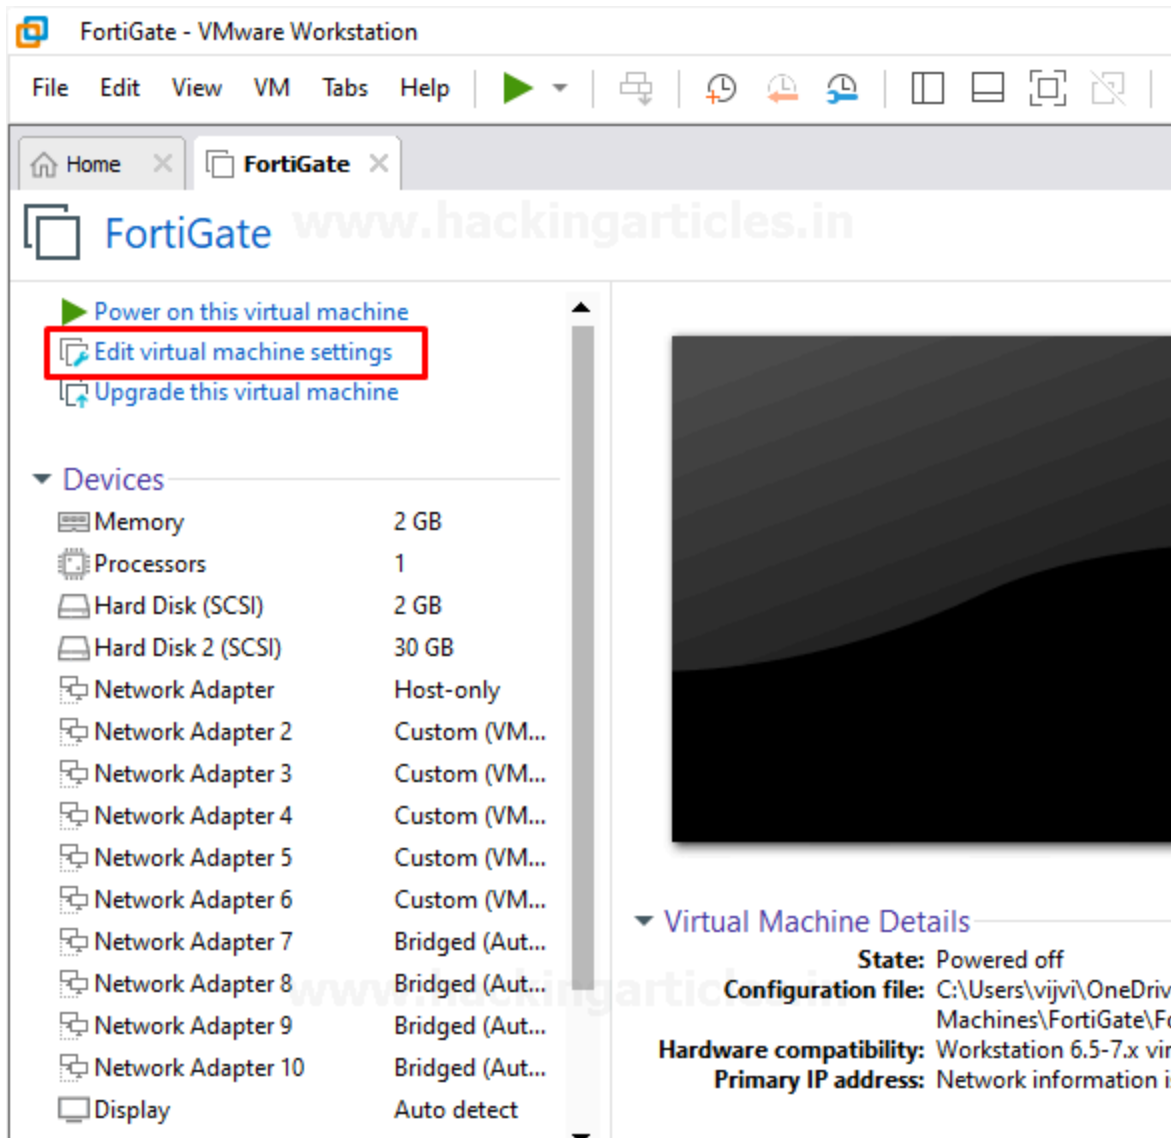 FortiGate - VMware Workstation
File Edit View VM Tabs Help
Home FortiGate
FortiGate
www.hackingarticles.in
Power on this virtual machine
Edit virtual machine settings
Upgrade this virtual machine
Devices
Memory 2 GB
Processors 1
Hard Disk (SCSI) 2 GB
Hard Disk 2 (SCSI) 30 GB
Network Adapter Host-only
Network Adapter 2 Custom (VM...
Network Adapter 3 Custom (VM...
Network Adapter 4 Custom (VM...
Network Adapter 5 Custom (VM...
Network Adapter 6 Custom (VM...
Network Adapter 7 Bridged (Aut...
Network Adapter 8 Bridged (Aut...
Network Adapter 9 Bridged (Aut...
Network Adapter 10 Bridged (Aut...
Display Auto detect
www.hackingarticles.in
Virtual Machine Details
State: Powered off
Configuration file: C:\Users\vijvi\OneDriv
Machines\FortiGate\Fo
Hardware compatibility: Workstation 6.5-7.x vir
Primary IP address: Network information i